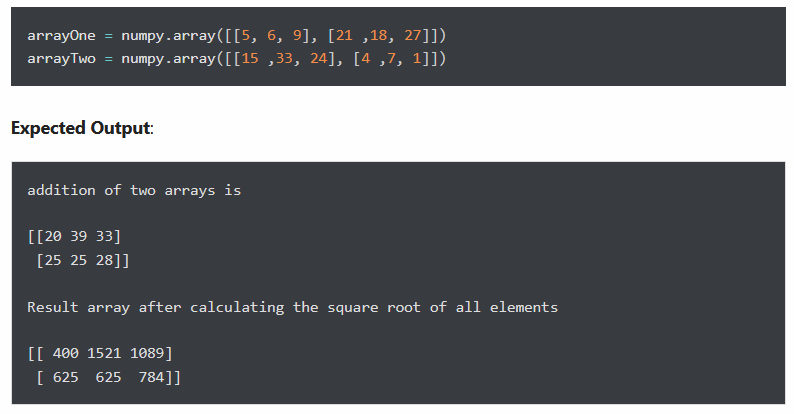 arrayOne = numpy.array([[5, 6, 9], [21 ,18, 27]])
arrayTwo = numpy.array([[15 ,33, 24], [4 ,7, 1]])
Expected Output:
addition of two arrays is
[[20 39 33]
[25 25 28]]
Result array after calculating the square root of all elements
[[ 400 1521 1089]
[ 625  625  784]]